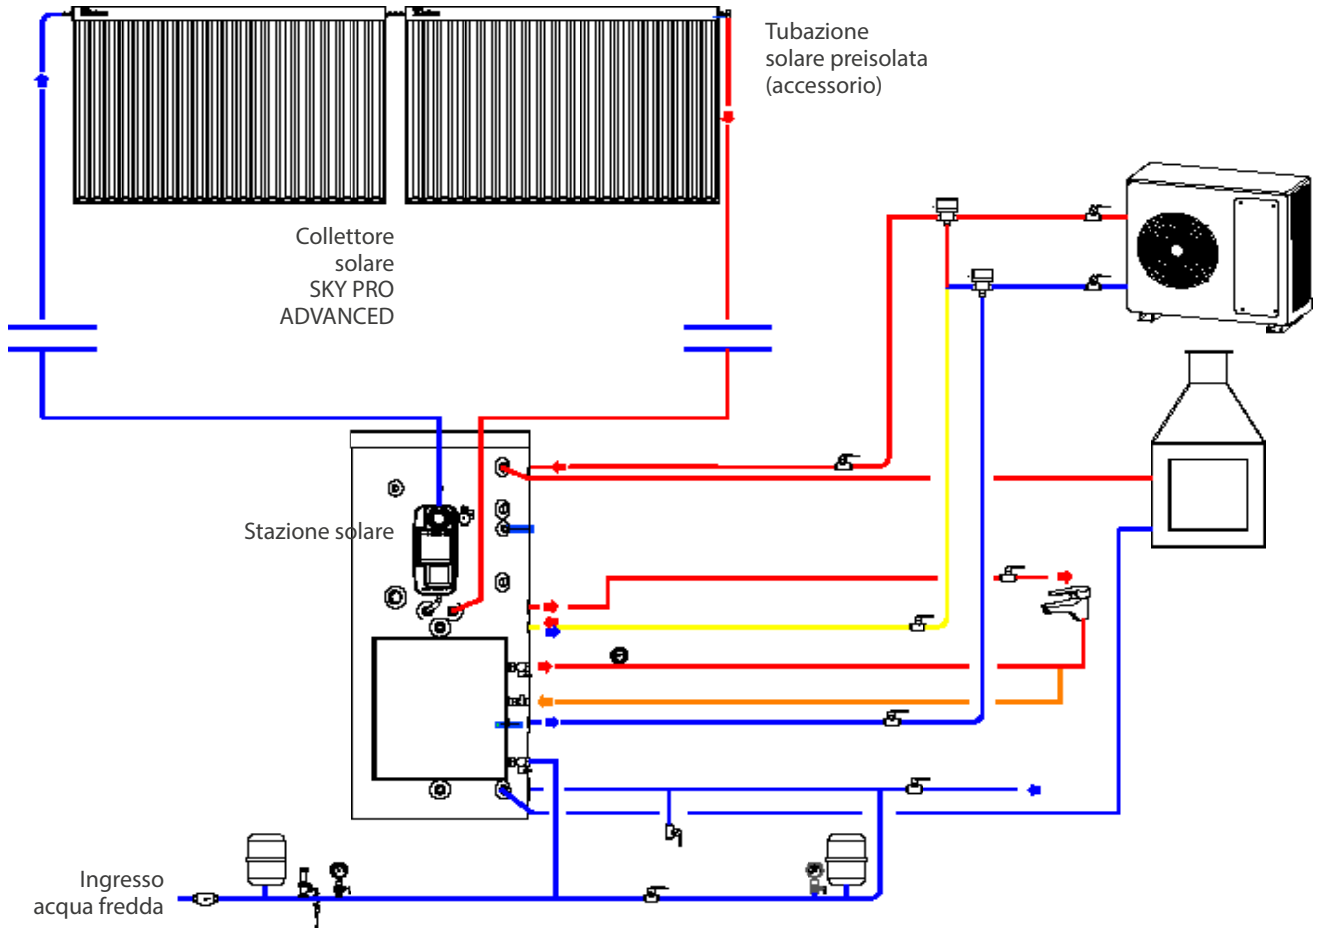 Tubazione
solare preisolata
(accessorio)
Collettore
solare
SKY PRO
ADVANCED
Stazione solare
Ingresso
acqua fredda